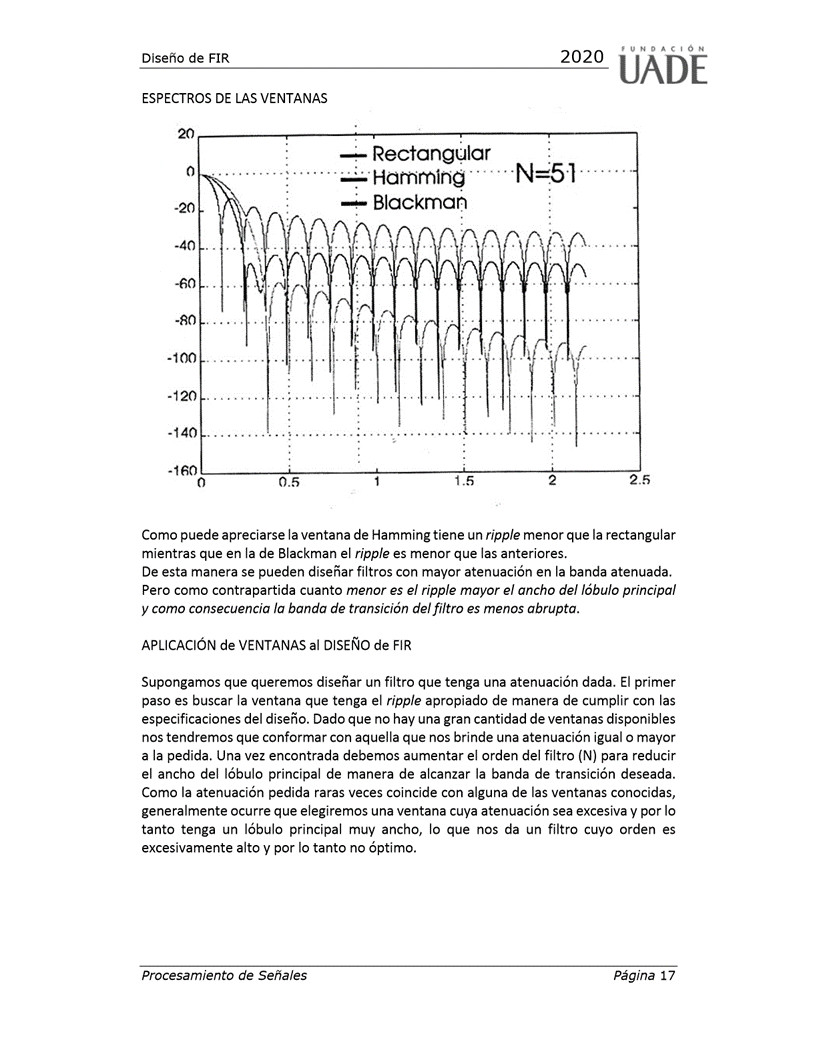 Diseño de FIR 2020
FUNDACIÓN
UADE
ESPECTROS DE LAS VENTANAS
20
0
-20
-40
-60
-80
-100
-120
-140
-160
Rectangular
Hamming
Blackman
N=51
0 0.5 1 1.5 2 2.5
Como puede apreciarse la ventana de Hamming tiene un ripple menor que la rectangular
mientras que en la de Blackman el ripple es menor que las anteriores.
De esta manera se pueden diseñar filtros con mayor atenuación en la banda atenuada.
Pero como contrapartida cuanto menor es el ripple mayor el ancho del lóbulo principal
y como consecuencia la banda de transición del filtro es menos abrupta.
APLICACIÓN de VENTANAS al DISEÑO de FIR
Supongamos que queremos diseñar un filtro que tenga una atenuación dada. El primer
paso es buscar la ventana que tenga el ripple apropiado de manera de cumplir con las
especificaciones del diseño. Dado que no hay una gran cantidad de ventanas disponibles
nos tendremos que conformar con aquella que nos brinde una atenuación igual o mayor
a la pedida. Una vez encontrada debemos aumentar el orden del filtro (N) para reducir
el ancho del lóbulo principal de manera de alcanzar la banda de transición deseada.
Como la atenuación pedida raras veces coincide con alguna de las ventanas conocidas,
generalmente ocurre que elegiremos una ventana cuya atenuación sea excesiva y por lo
tanto tenga un lóbulo principal muy ancho, lo que nos da un filtro cuyo orden es
excesivamente alto y por lo tanto no óptimo.
Procesamiento de Señales Página 17